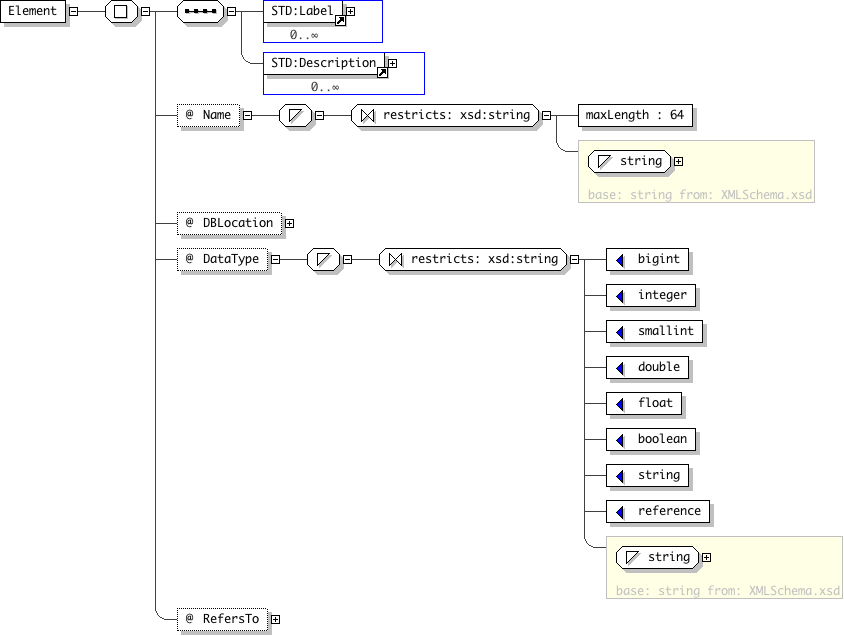 Element
STD:Label
0..∞
STD:Description
0..∞
@ Name
restricts: xsd:string
maxLength : 64
string
base: string from: XMLSchema.xsd
@ DBLocation
@ DataType
restricts: xsd:string
bigint
integer
smallint
double
float
boolean
string
reference
string
base: string from: XMLSchema.xsd
@ RefersTo